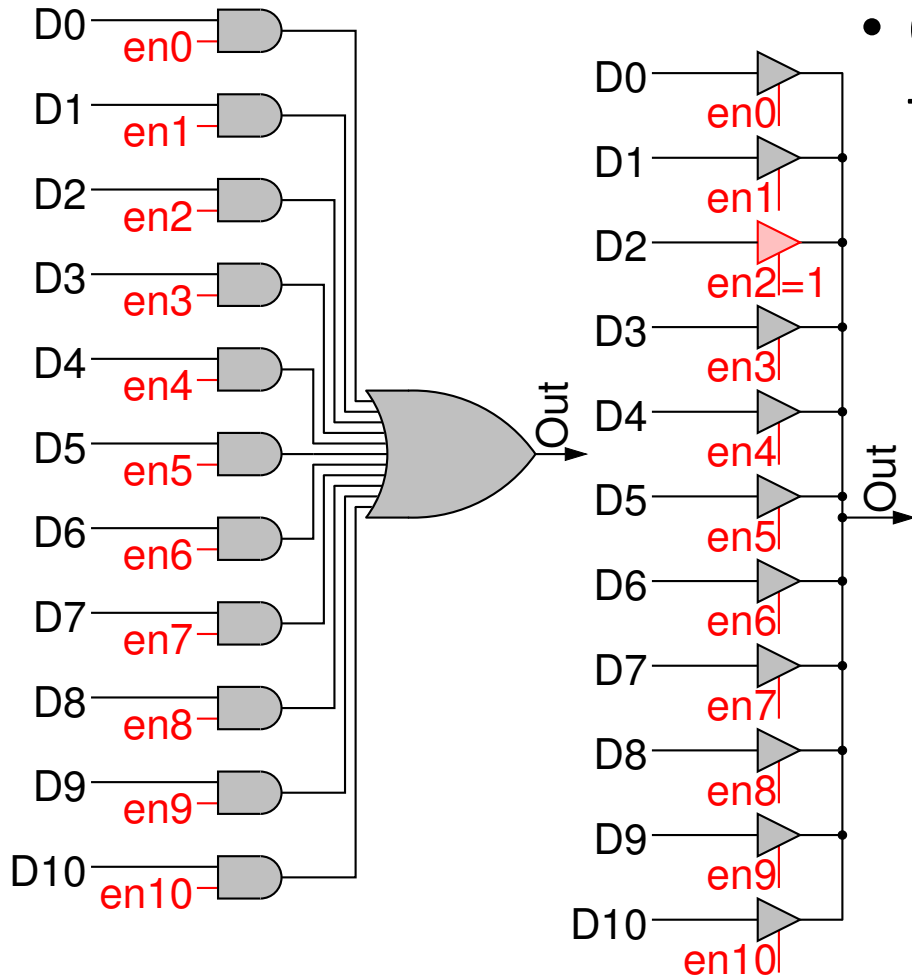 D0
en0
D1
en1
D2
en2
D3
en3
D4
en4
D5
en5
D6
en6
D7
en7
D8
en8
D9
en9
D10
en10
Out
•
D0
en0
D1
en1
D2
en2=1
D3
en3
D4
en4
D5
en5
D6
en6
D7
en7
D8
en8
D9
en9
D10
en10
Out